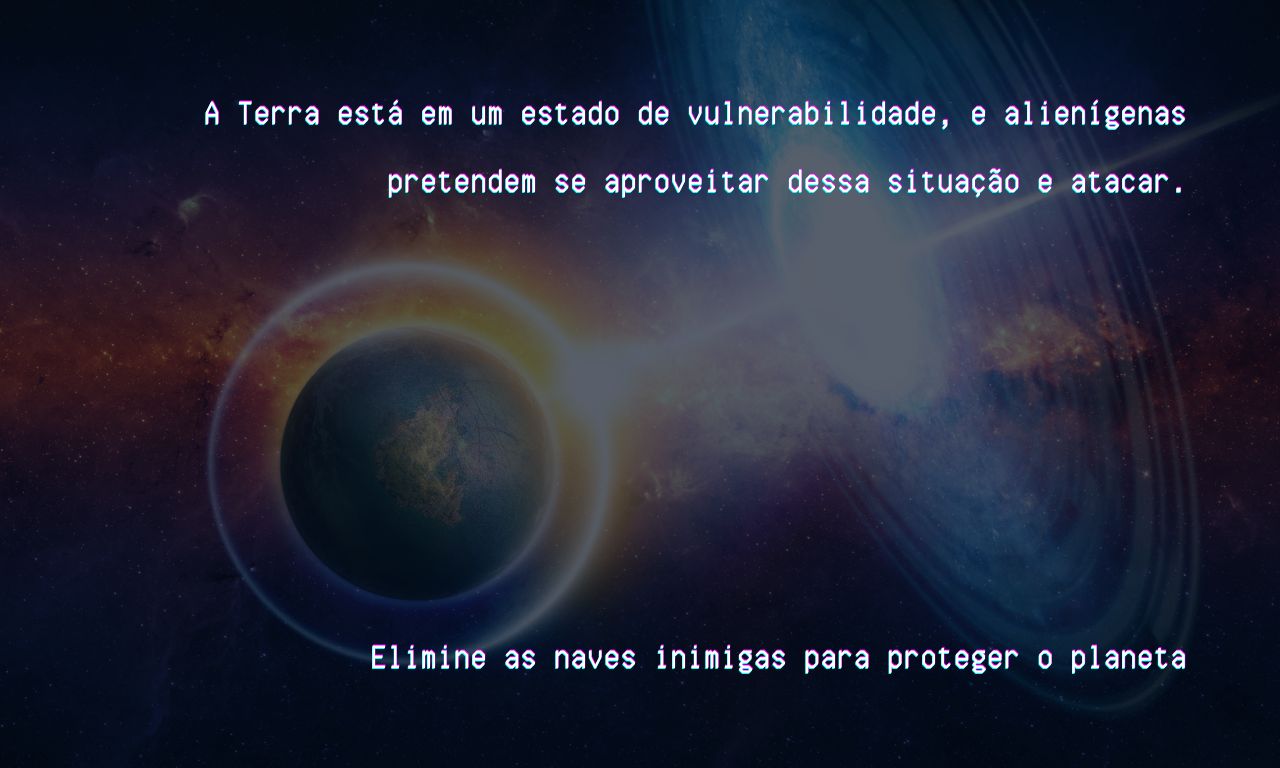 A Terra está em um estado de vulnerabilidade, e alienígenas
pretendem se aproveitar dessa situação e atacar.
Elimine as naves inimigas para proteger o planeta